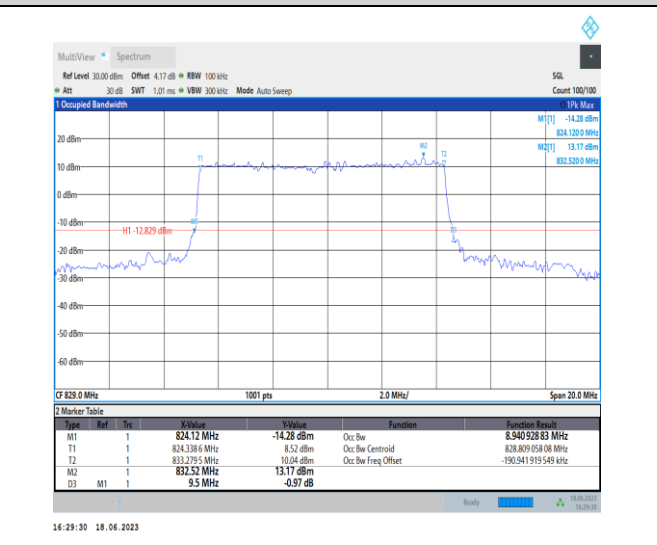 MultiView Spectrum
Ref Level 30.00 dBm Offset 4.17 dB RBW 100 kHz SGL
Att 30 dB SWT 1.01 ms VBW 300 kHz Mode Auto Sweep Count 100/100
1 Occupied Bandwidth 1Pk Max
M1[1] -14.28 dBm
824.120 0 MHz
M2[1] 13.17 dBm
832.520 0 MHz
20 dBm
M2
T1 T2
10 dBm
0 dBm
-10 dBm
M1
H1 -12.829 dBm D3
-20 dBm
-30 dBm
-40 dBm
-50 dBm
-60 dBm
CF 829.0 MHz 1001 pts 2.0 MHz/ Span 20.0 MHz
2 Marker Table
Type Ref Trc X-Value Y-Value Function Function Result
M1 1 824.12 MHz -14.28 dBm Occ Bw 8.940 928 83 MHz
T1 1 824.338 6 MHz 8.52 dBm Occ Bw Centroid 828.809 058 08 MHz
T2 1 833.279 5 MHz 10.04 dBm Occ Bw Freq Offset -190.941 919 549 kHz
M2 1 832.52 MHz 13.17 dBm
D3 M1 1 9.5 MHz -0.97 dB
Ready 18.06.2023
16:29:30
16:29:30 18.06.2023